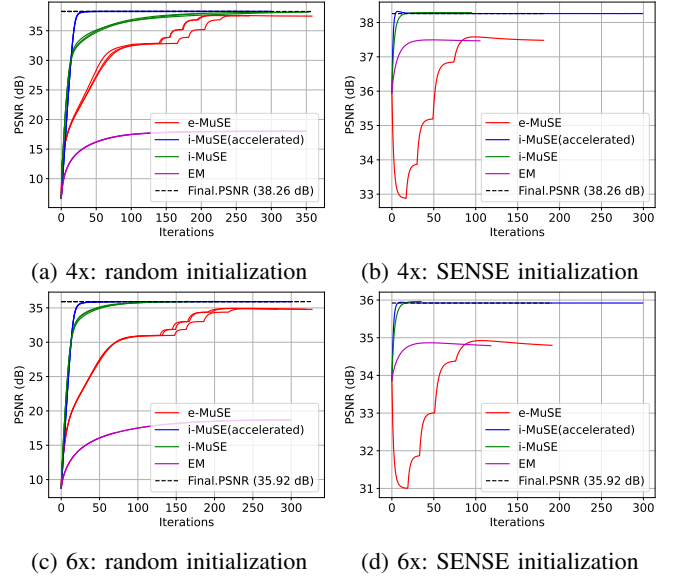 35
30
25
20
15
10
PSNR (dB)
0 50 100 150 200 250 300 350
Iterations
e-MuSE
i-MuSE(accelerated)
i-MuSE
EM
Final.PSNR (38.26 dB)
(a) 4x: random initialization
38
37
36
35
34
33
PSNR (dB)
0 50 100 150 200 250 300
Iterations
e-MuSE
i-MuSE(accelerated)
i-MuSE
EM
Final.PSNR (38.26 dB)
(b) 4x: SENSE initialization
35
30
25
20
15
10
PSNR (dB)
0 50 100 150 200 250 300
Iterations
e-MuSE
i-MuSE(accelerated)
i-MuSE
EM
Final.PSNR (35.92 dB)
(c) 6x: random initialization
36
35
34
33
32
31
PSNR (dB)
0 50 100 150 200 250 300
Iterations
e-MuSE
i-MuSE(accelerated)
i-MuSE
EM
Final.PSNR (35.92 dB)
(d) 6x: SENSE initialization